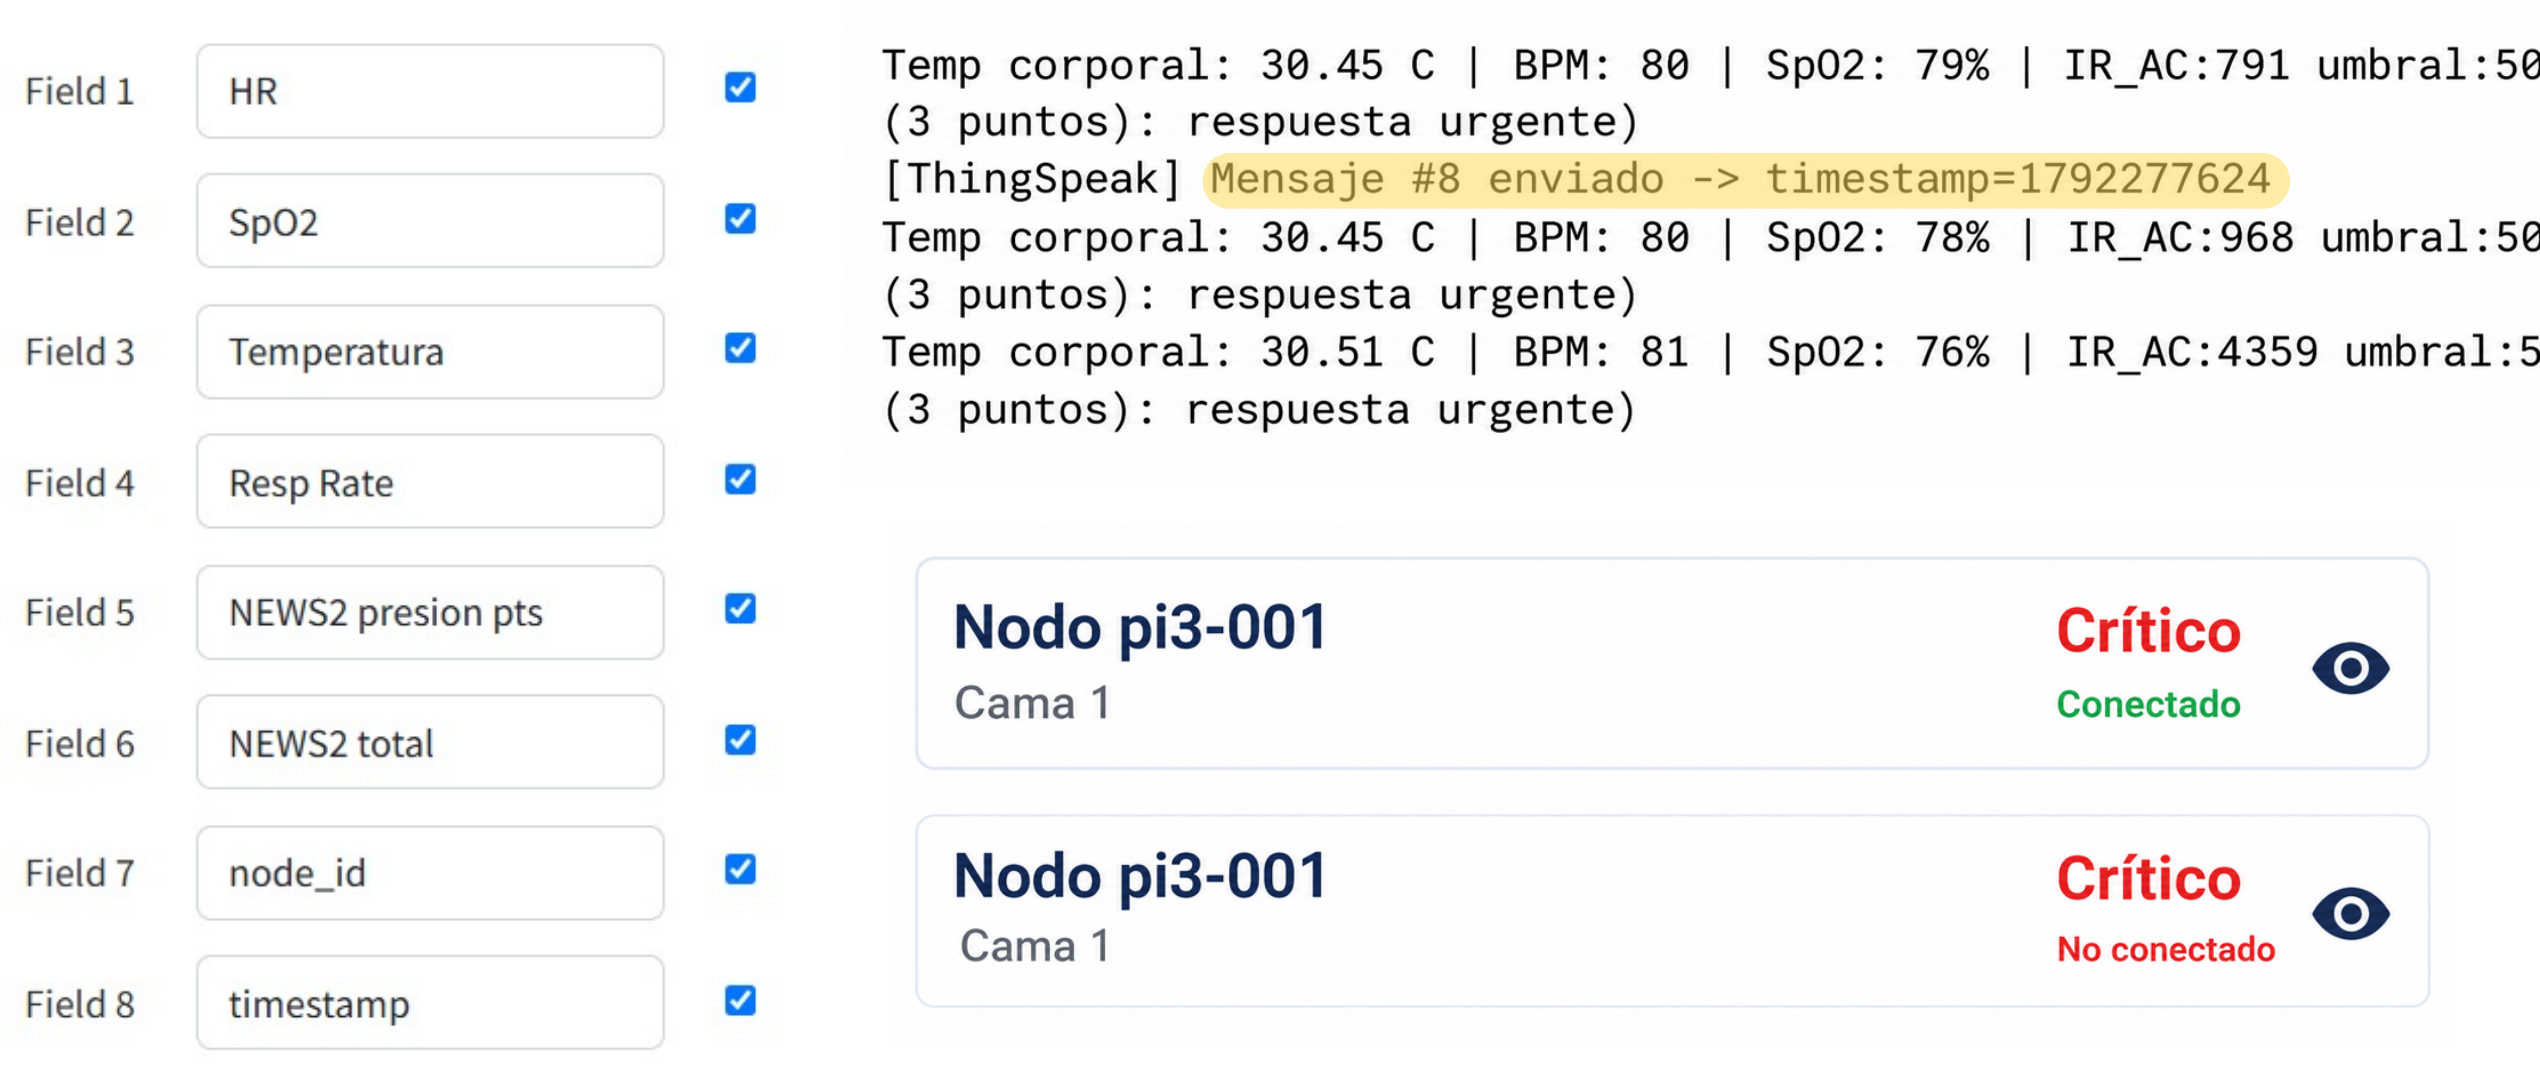 Field 1 HR
Field 2 SpO2
Field 3 Temperatura
Field 4 Resp Rate
Field 5 NEWS2 presion pts
Field 6 NEWS2 total
Field 7 node_id
Field 8 timestamp
Temp corporal: 30.45 C | BPM: 80 | SpO2: 79% | IR_AC:791 umbral:50
(3 puntos): respuesta urgente)
[ThingSpeak] Mensaje #8 enviado -> timestamp=1792277624
Temp corporal: 30.45 C | BPM: 80 | SpO2: 78% | IR_AC:968 umbral:50
(3 puntos): respuesta urgente)
Temp corporal: 30.51 C | BPM: 81 | SpO2: 76% | IR_AC:4359 umbral:5
(3 puntos): respuesta urgente)
Nodo pi3-001
Cama 1
Crítico
Conectado
Nodo pi3-001
Cama 1
Crítico
No conectado